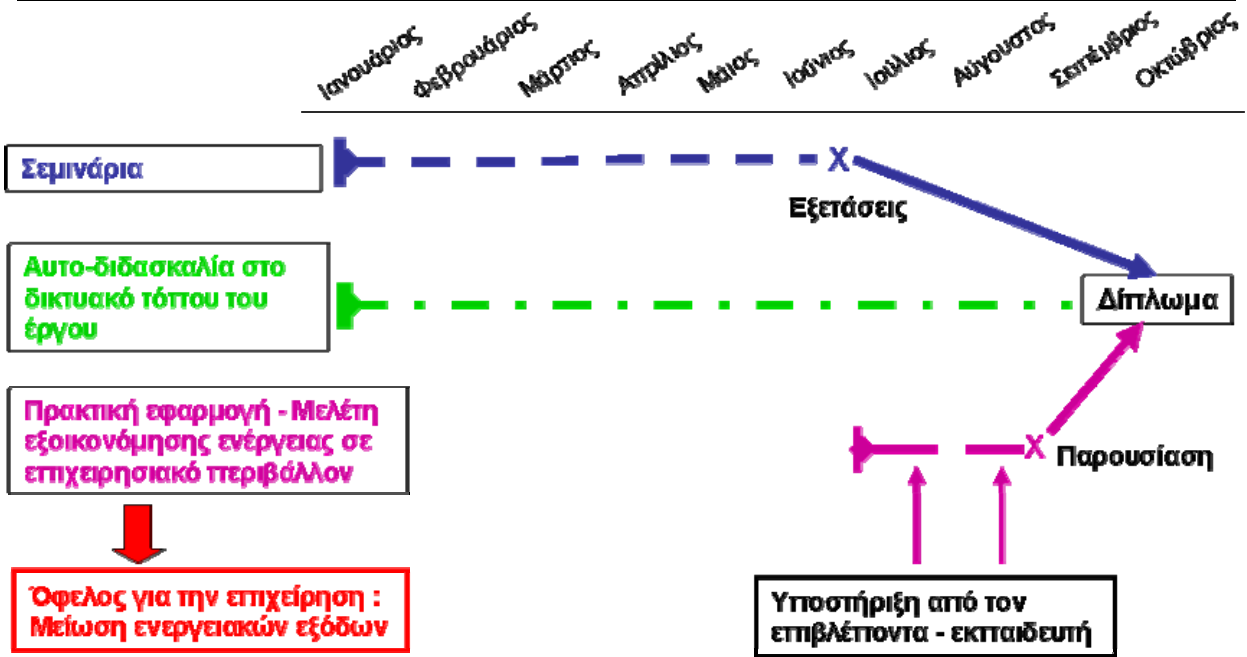 Ιανουάριος
Φεβρουάριος
Μάρτιος
Απρίλιος
Μάιος
Ιούνιος
Ιούλιος
Αύγουστος
Σεπτέμβριος
Οκτώβριος
Σεμινάρια
X
Εξετάσεις
Αυτο-διδασκαλία στο
δικτυακό τόπου του
έργου
Δίπλωμα
Πρακτική εφαρμογή - Μελέτη
εξοικονόμησης ενέργειας σε
επιχειρησιακό περιβάλλον
X
Παρουσίαση
Όφελος για την επιχείρηση :
Μείωση ενεργειακών εξόδων
Υποστήριξη από τον
επιβλέποντα - εκπαιδευτή